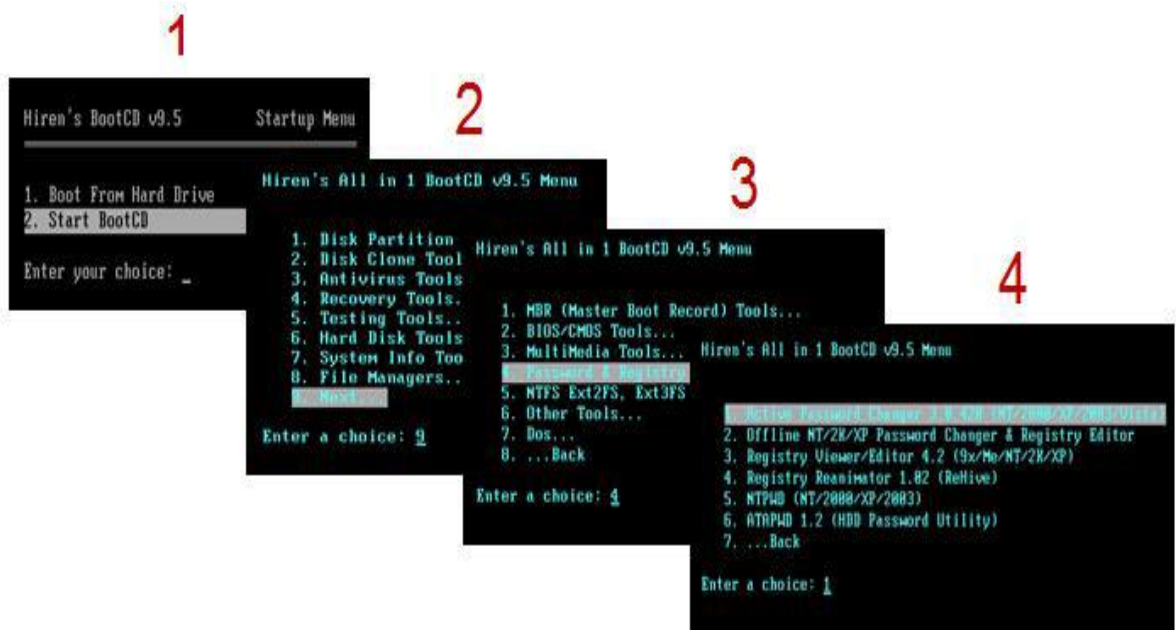 1
Hiren's BootCD v9.5 Startup Menu
1. Boot From Hard Drive
2. Start BootCD
Enter your choice: _
2
Hiren's All in 1 BootCD v9.5 Menu
1. Disk Partition
2. Disk Clone Tool
3. Antivirus Tools
4. Recovery Tools.
5. Testing Tools..
6. Hard Disk Tools
7. System Info Too
8. File Managers..
9. Next...
Enter a choice: 9
3
Hiren's All in 1 BootCD v9.5 Menu
1. MBR (Master Boot Record) Tools...
2. BIOS/CMOS Tools...
3. MultiMedia Tools...
4. Password & Registry
5. NTFS Ext2FS, Ext3FS
6. Other Tools...
7. Dos...
8. ...Back
Enter a choice: 4
4
Hiren's All in 1 BootCD v9.5 Menu
1. Active Password Changer 3.0.420 (NT/2000/XP/2003/Vista)
2. Offline NT/2K/XP Password Changer & Registry Editor
3. Registry Viewer/Editor 4.2 (9x/Me/NT/2K/XP)
4. Registry Reanimator 1.02 (ReHive)
5. NTPWD (NT/2000/XP/2003)
6. ATAPWD 1.2 (HDD Password Utility)
7. ...Back
Enter a choice: 1